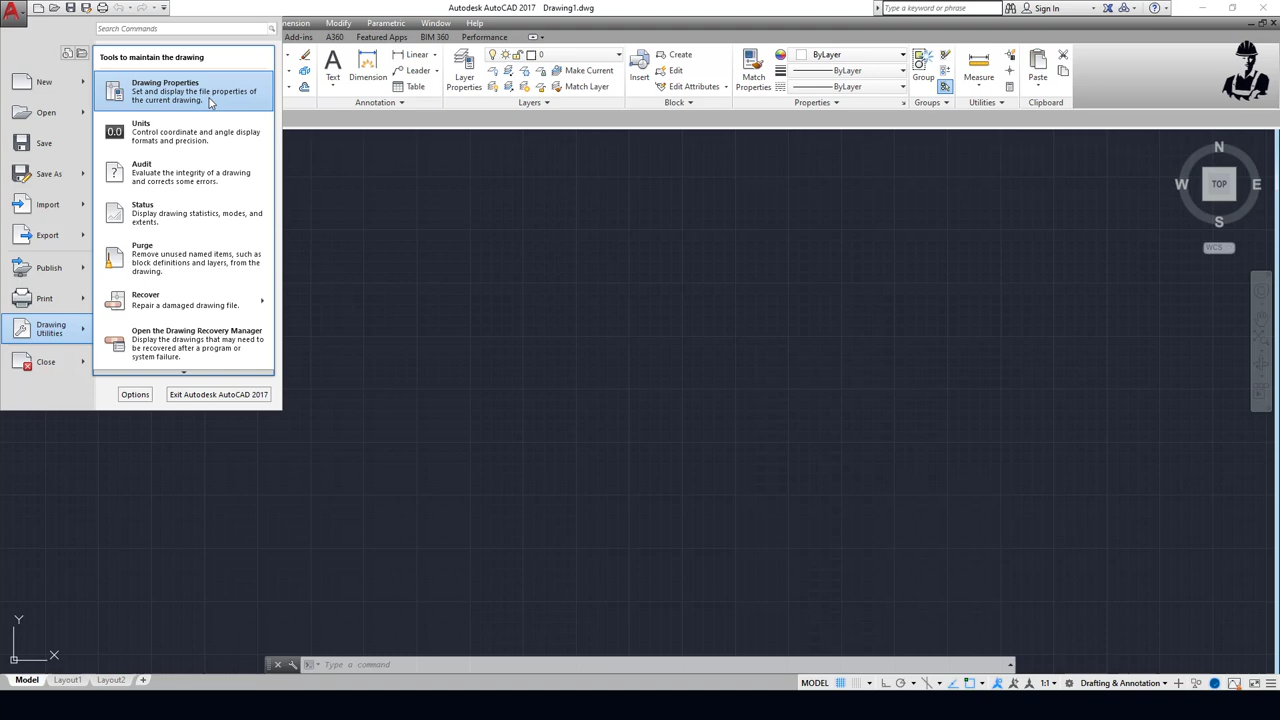 Autodesk AutoCAD 2017 Drawing1.dwg
Type a keyword or phrase
Sign In
Search Commands
Modify Parametric Window Help
Add-ins A360 Featured Apps BIM 360 Performance
Tools to maintain the drawing
Drawing Properties
Set and display the file properties of
the current drawing.
Units
Control coordinate and angle display
formats and precision.
Audit
Evaluate the integrity of a drawing
and corrects some errors.
Status
Display drawing statistics, modes, and
extents.
Purge
Remove unused named items, such as
block definitions and layers, from the
drawing.
Recover
Repair a damaged drawing file.
Open the Drawing Recovery Manager
Display the drawings that may need to
be recovered after a program or
system failure.
New
Open
Save
Save As
Import
Export
Publish
Print
Drawing
Utilities
Close
Options
Exit Autodesk AutoCAD 2017
Text
Dimension
Linear
Leader
Table
Annotation
Layer
Properties
0
Make Current
Match Layer
Layers
Insert
Create
Edit
Edit Attributes
Block
Match
Properties
ByLayer
ByLayer
ByLayer
Properties
Group
Groups
Measure
Utilities
Paste
Clipboard
N
W TOP E
S
WCS
Y
X
Type a command
Model Layout1 Layout2 +
MODEL
1:1
Drafting & Annotation